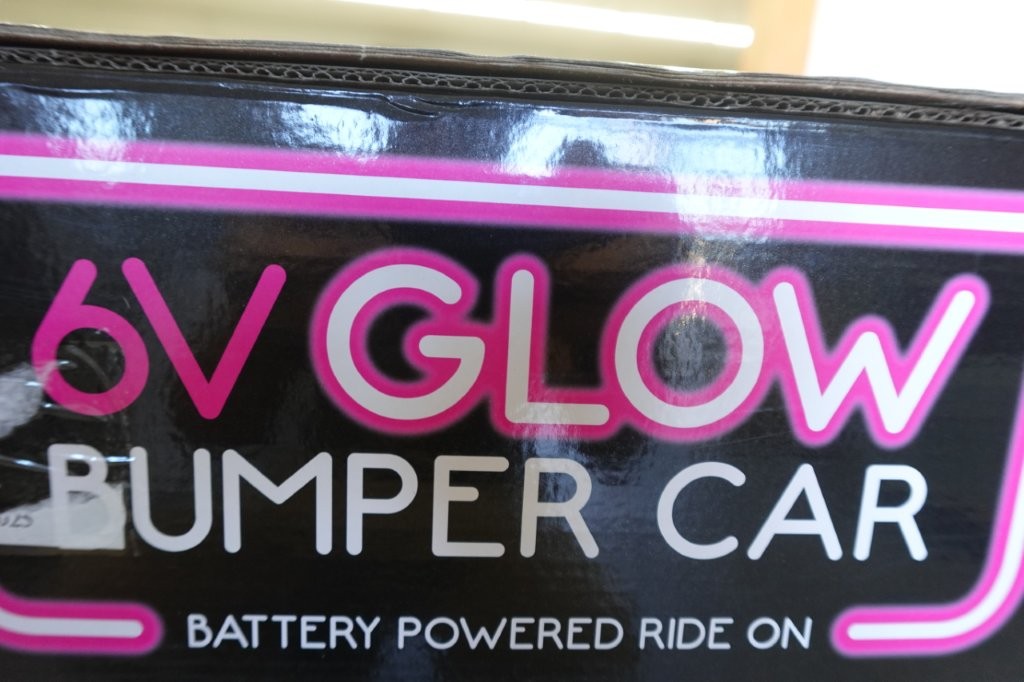 6V GLOW
BUMPER CAR
BATTERY POWERED RIDE ON